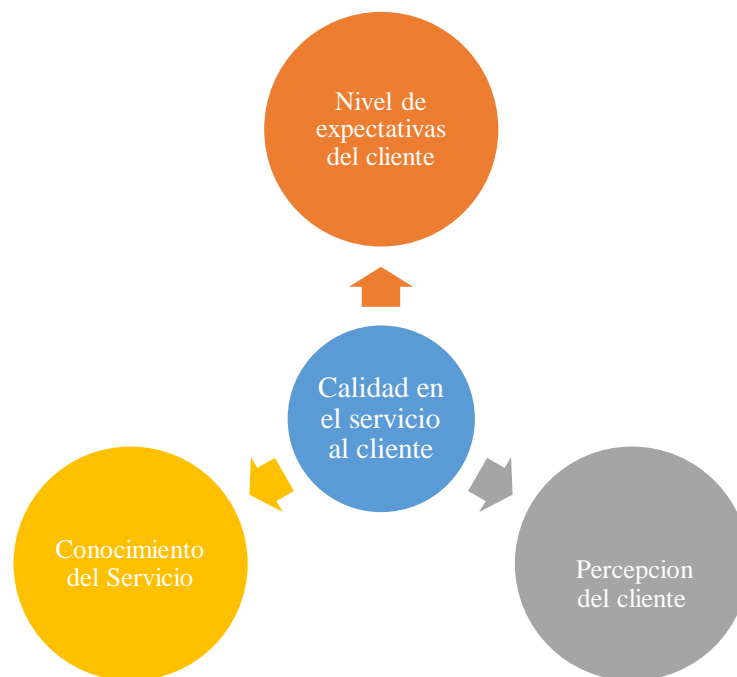 Nivel de
expectativas
del cliente
Calidad en
el servicio
al cliente
Conocimiento
del Servicio
Percepcion
del cliente